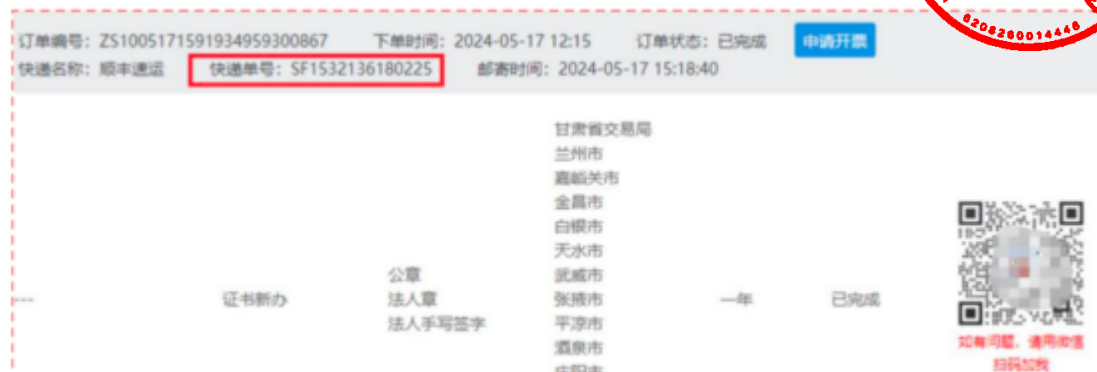 订单编号：ZS1005171591934959300867 下单时间：2024-05-17 12:15 订单状态：已完成 申请开票
快递名称：顺丰速运 快递单号：SF1532136180225 邮寄时间：2024-05-17 15:18:40
6208260014446
甘肃省交易局
兰州市
嘉峪关市
金昌市
白银市
天水市
公章
武威市
--- 证书新办 法人章 张掖市 一年 已完成
法人手写签字 平凉市
酒泉市
庆阳市
如有问题，请用微信
扫码加我